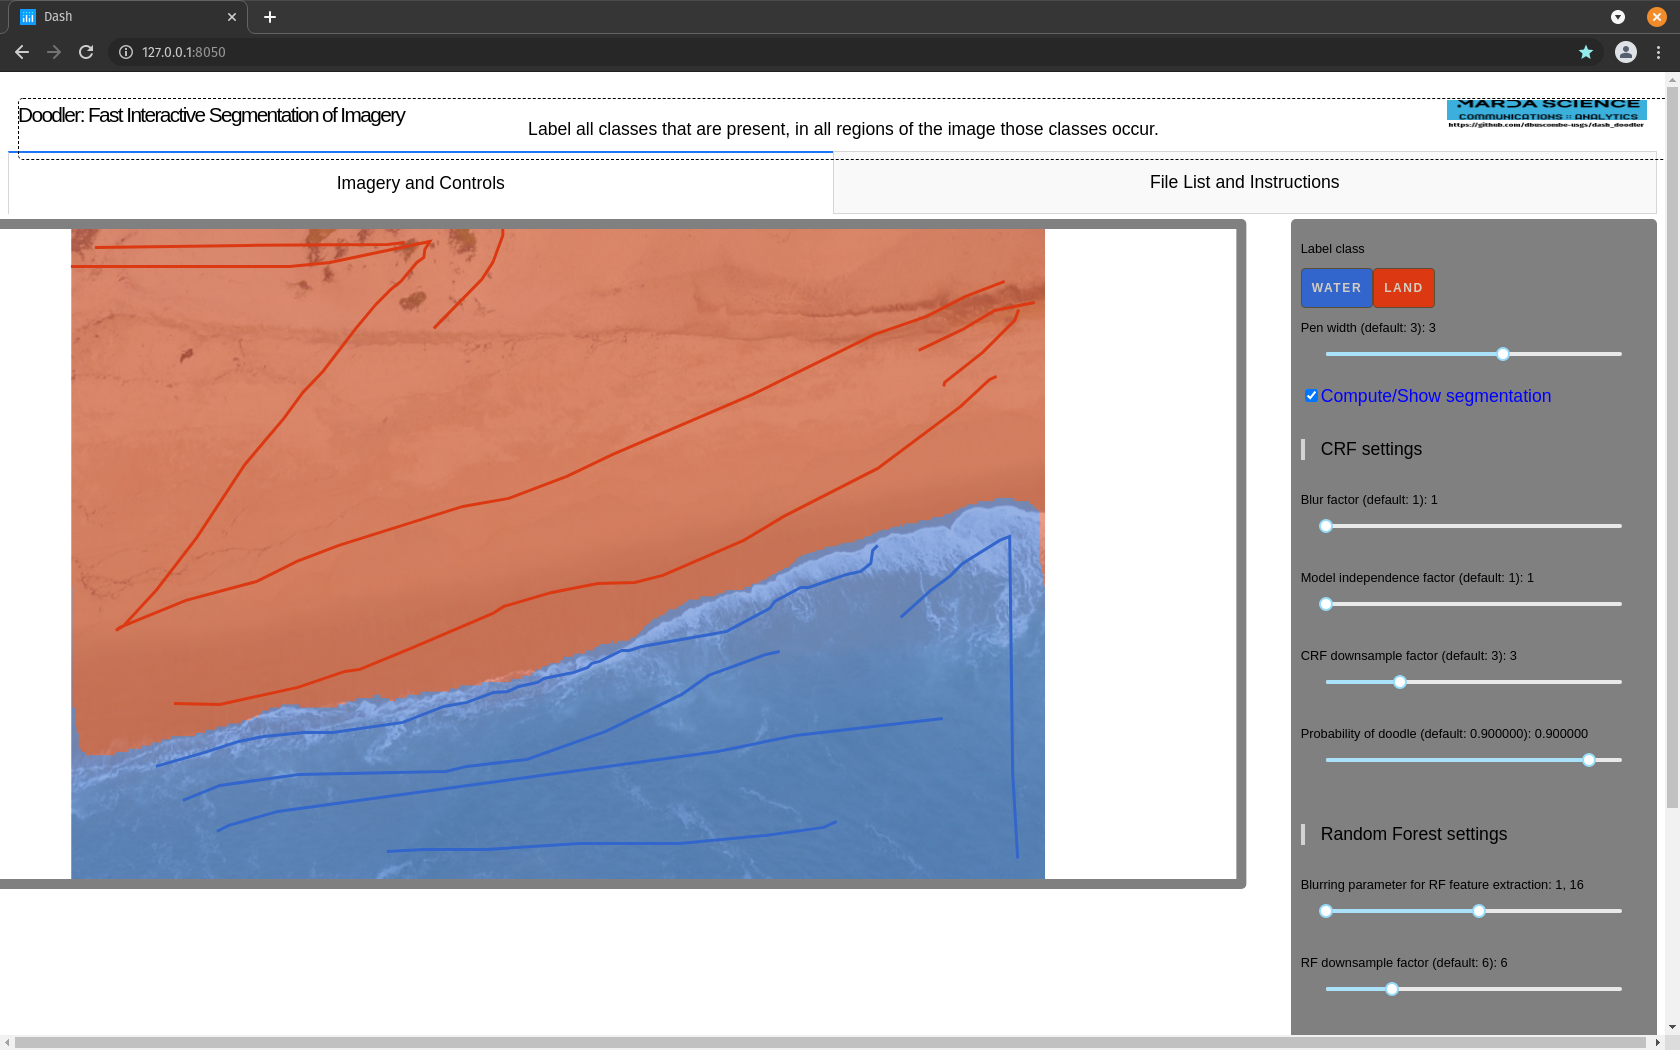 Dash
127.0.0.1:8050
Doodler: Fast Interactive Segmentation of Imagery
Label all classes that are present, in all regions of the image those classes occur.
MARDA SCIENCE
COMMUNICATIONS :: ANALYTICS
https://github.com/dbuscombe-usgs/dash_doodler
Imagery and Controls
File List and Instructions
Label class
WATER
LAND
Pen width (default: 3): 3
Compute/Show segmentation
CRF settings
Blur factor (default: 1): 1
Model independence factor (default: 1): 1
CRF downsample factor (default: 3): 3
Probability of doodle (default: 0.900000): 0.900000
Random Forest settings
Blurring parameter for RF feature extraction: 1, 16
RF downsample factor (default: 6): 6